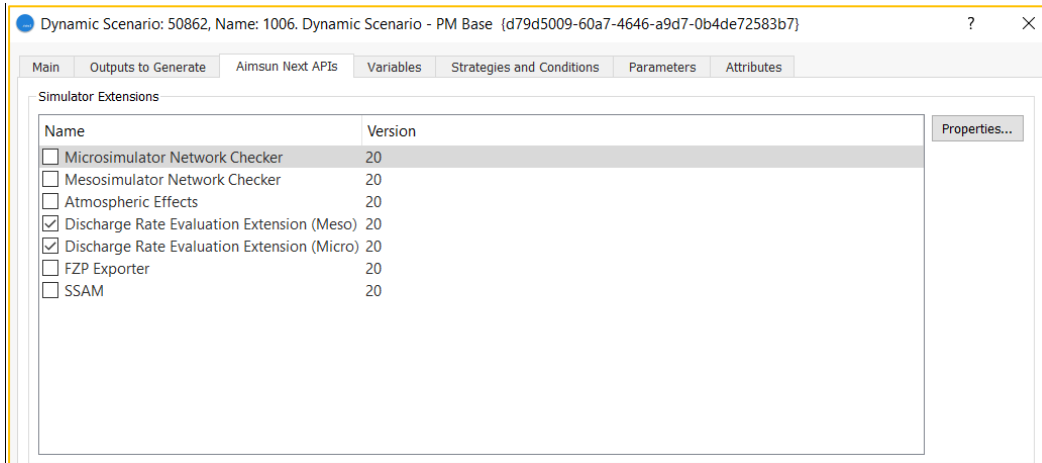 Dynamic Scenario: 50862, Name: 1006. Dynamic Scenario - PM Base {d79d5009-60a7-4646-a9d7-0b4de72583b7} ? ×
Main Outputs to Generate Aimsun Next APIs Variables Strategies and Conditions Parameters Attributes
Simulator Extensions
Name Version Properties...
Microsimulator Network Checker 20
Mesosimulator Network Checker 20
Atmospheric Effects 20
Discharge Rate Evaluation Extension (Meso) 20
Discharge Rate Evaluation Extension (Micro) 20
FZP Exporter 20
SSAM 20